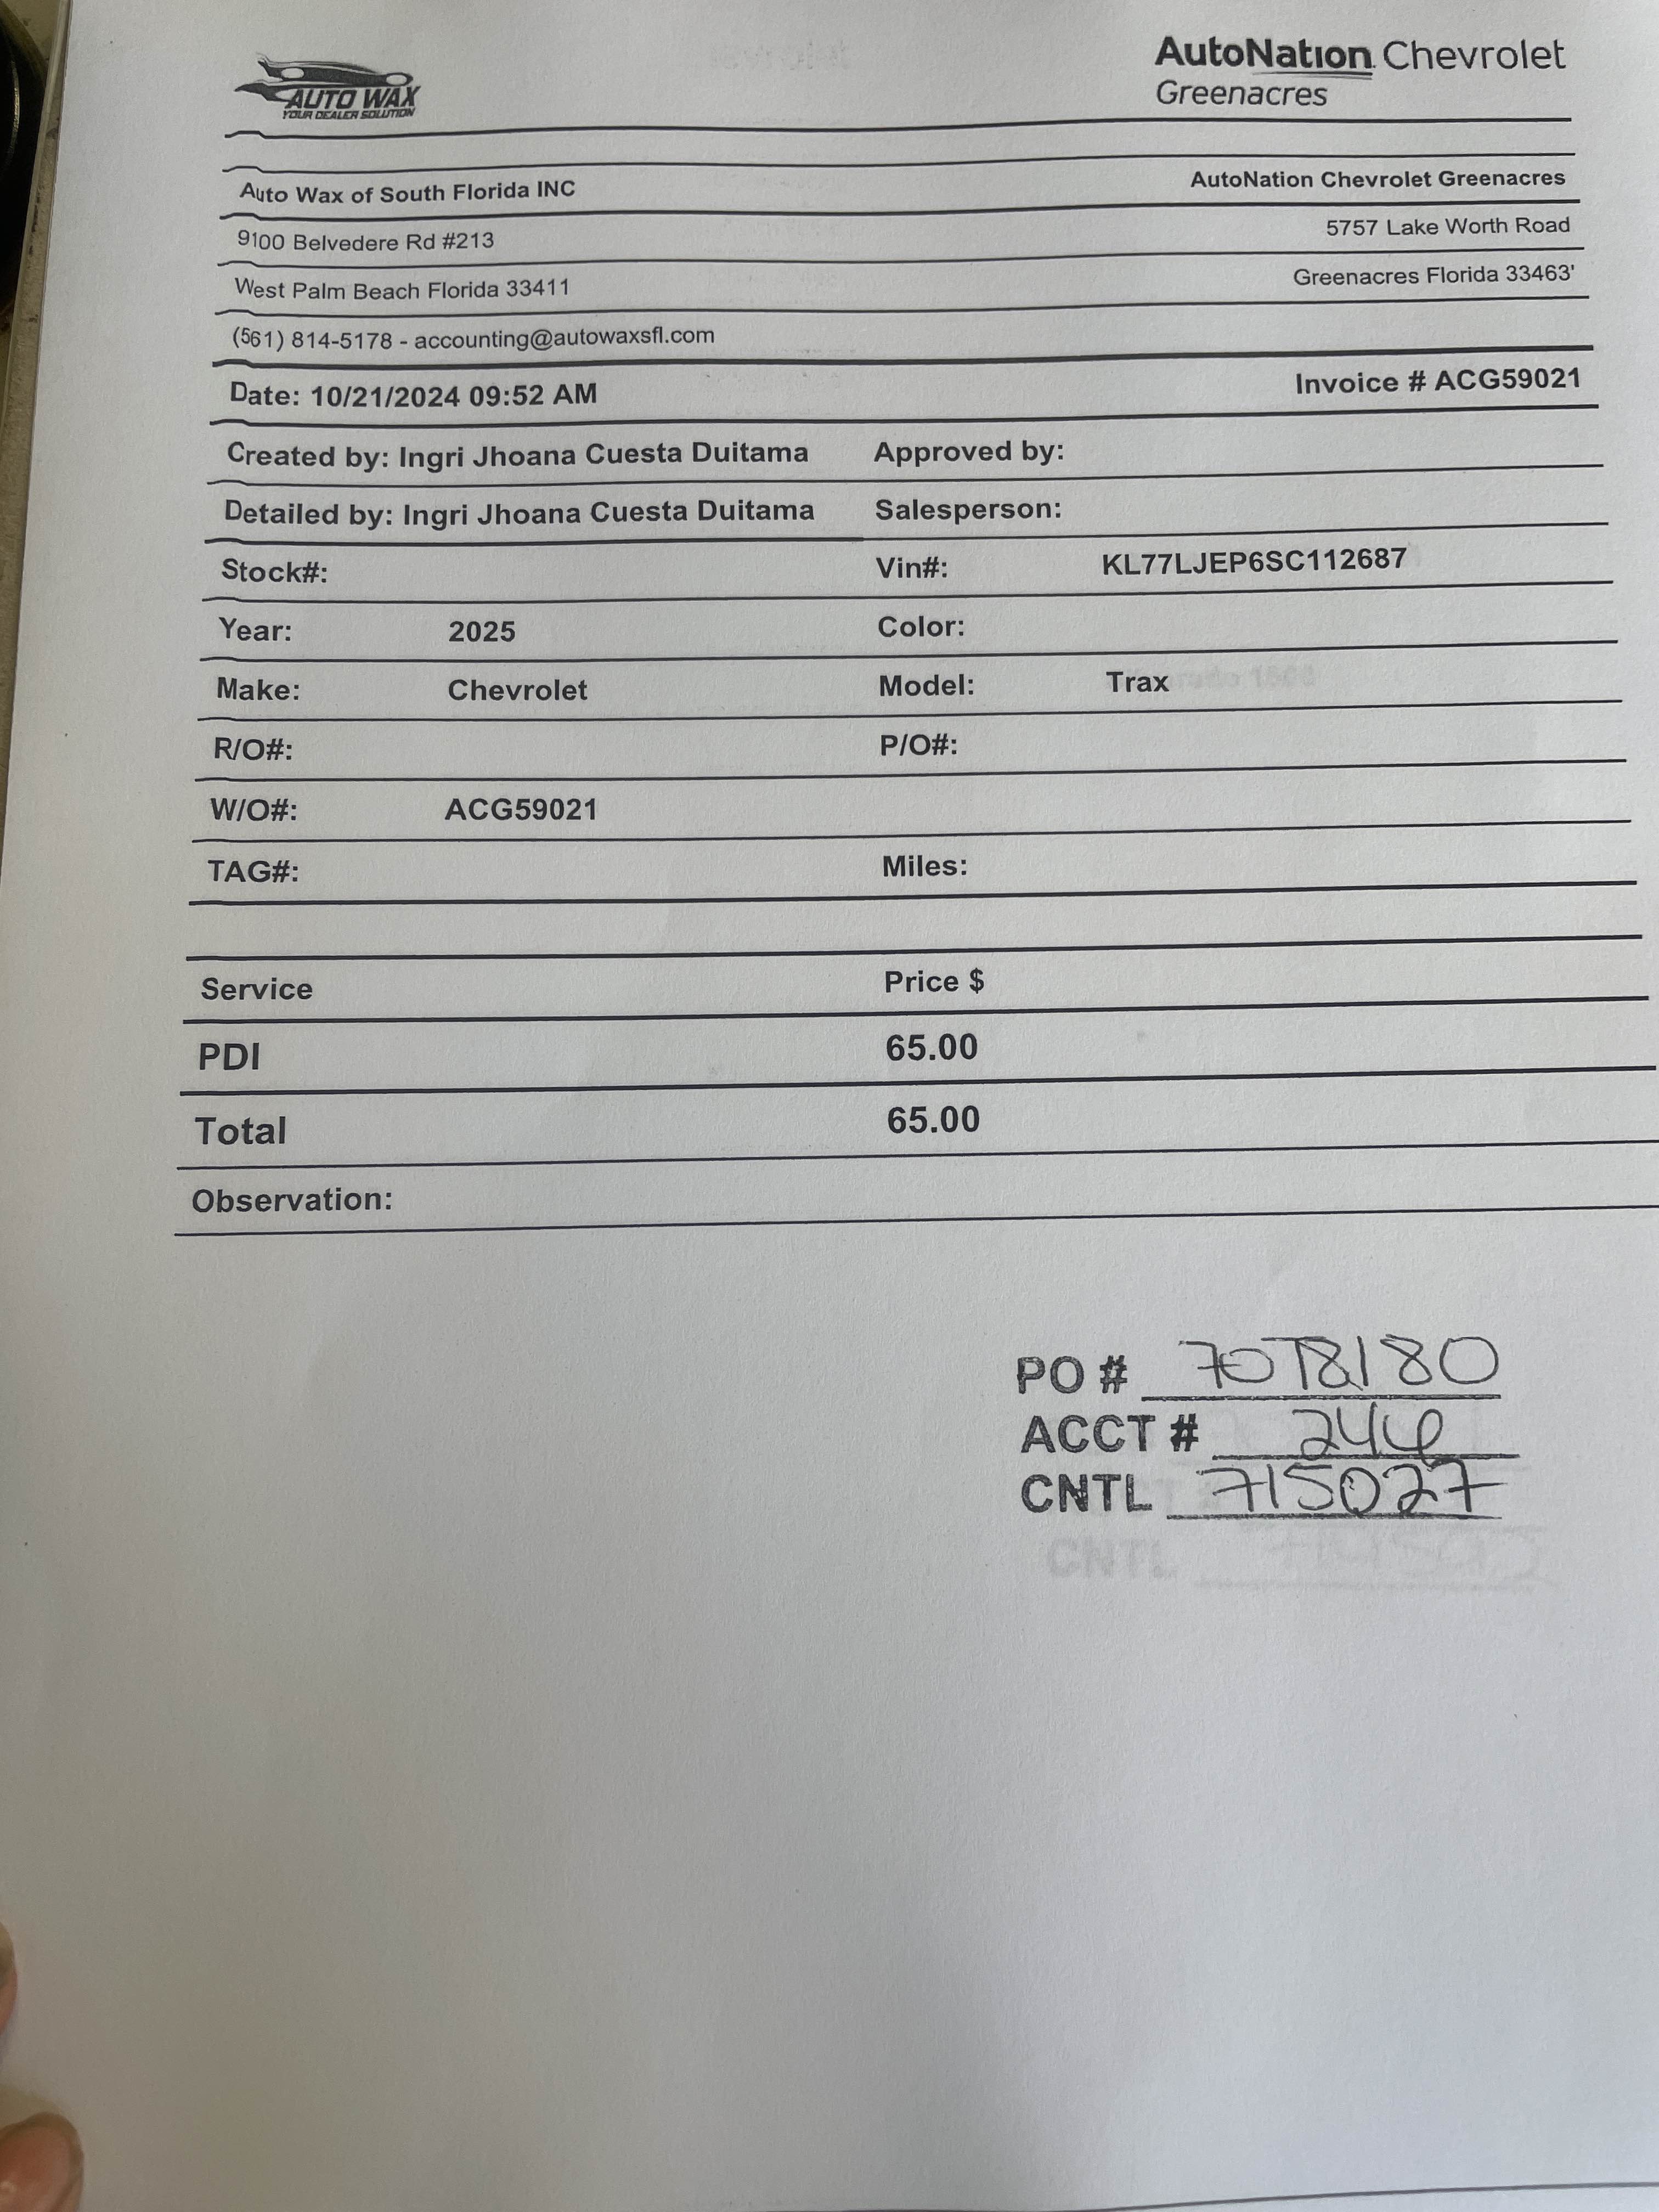 AUTO WAX
YOUR DEALER SOLUTION
AutoNation Chevrolet
Greenacres
Auto Wax of South Florida INC
AutoNation Chevrolet Greenacres
9100 Belvedere Rd #213
5757 Lake Worth Road
West Palm Beach Florida 33411
Greenacres Florida 33463'
(561) 814-5178 - accounting@autowaxsfl.com
Date: 10/21/2024 09:52 AM
Invoice # ACG59021
Created by: Ingri Jhoana Cuesta Duitama Approved by:
Detailed by: Ingri Jhoana Cuesta Duitama Salesperson:
Stock#: Vin#: KL77LJEP6SC112687
Year: 2025 Color:
Make: Chevrolet Model: Trax
R/O#: P/O#:
W/O#: ACG59021
TAG#: Miles:
Service Price $
PDI 65.00
Total 65.00
Observation:
PO # 70T8180
ACCT # 246
CNTL 715027
CNTL